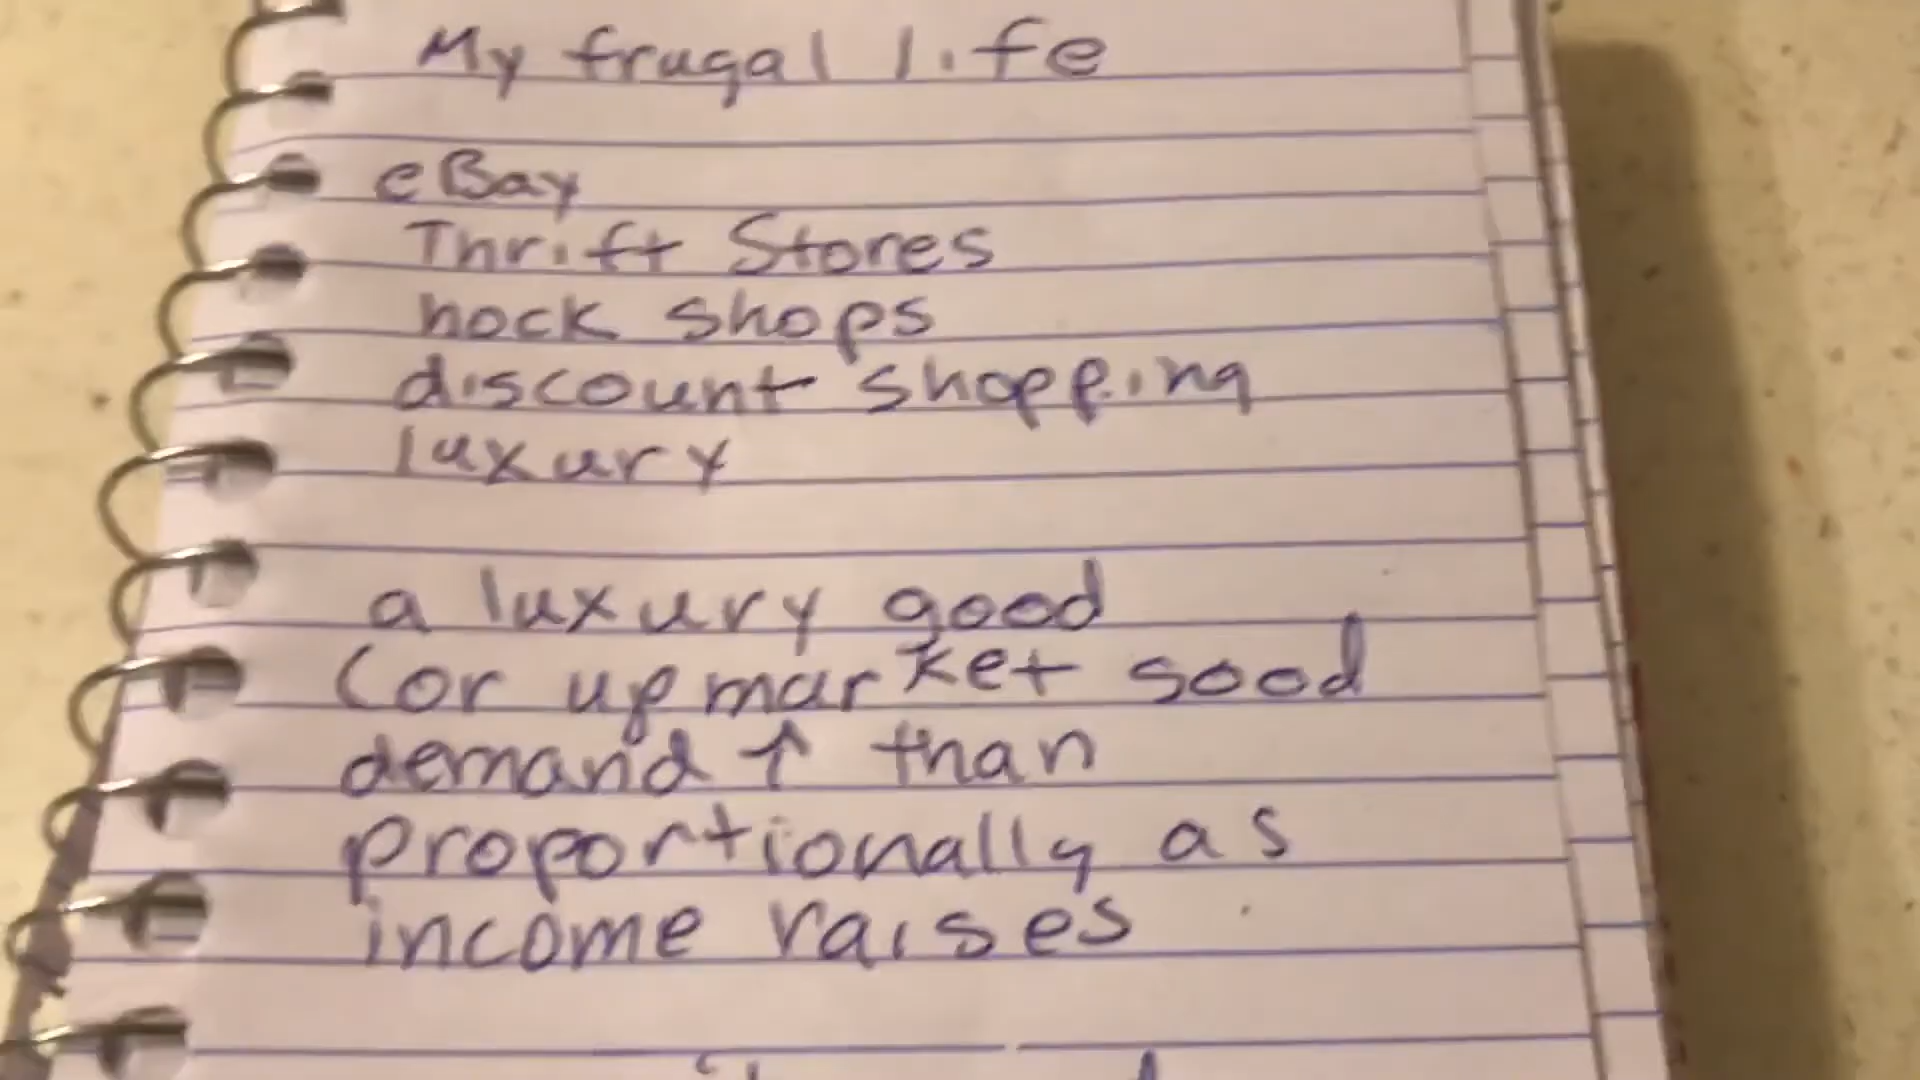 My frugal life
eBay
Thrift Stores
hock shops
discount shopping
luxury
a luxury good
(or upmarket sood
demand ↑ than
proportionally as
income raises